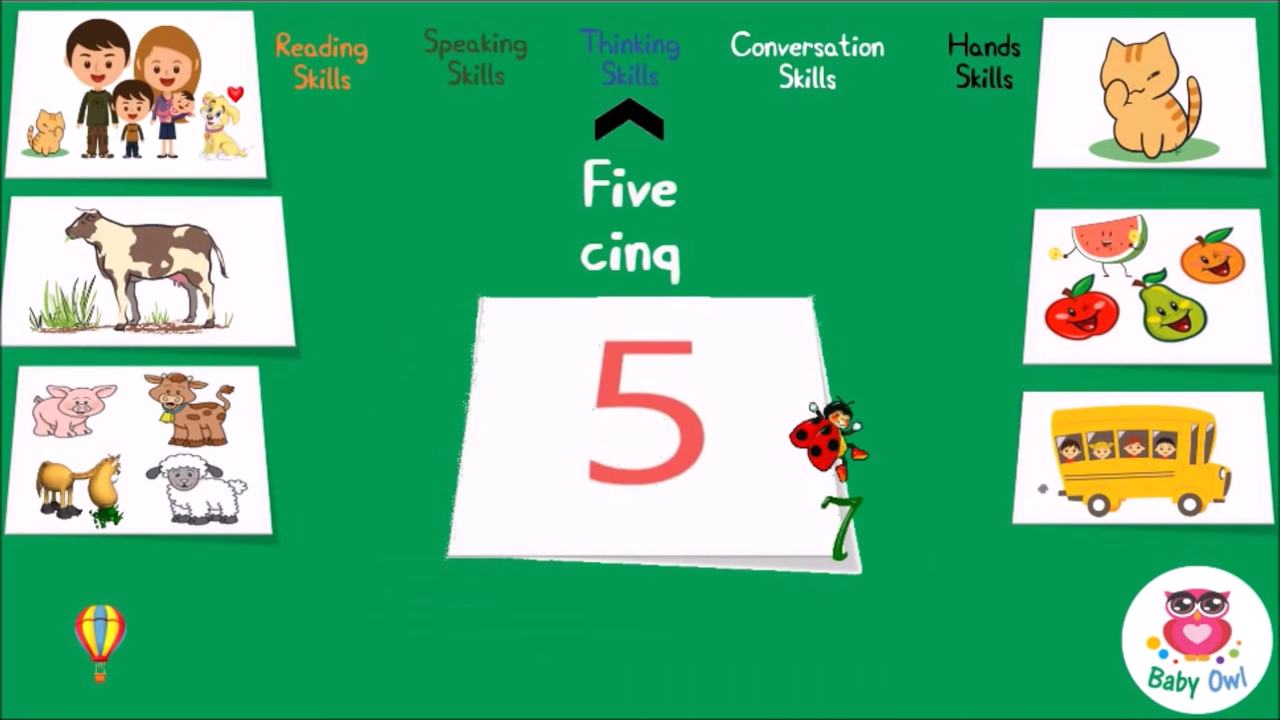 Reading
Skills
Speaking
Skills
Thinking
Skills
Conversation
Skills
Hands
Skills
Five
cinq
5
7
Baby Owl